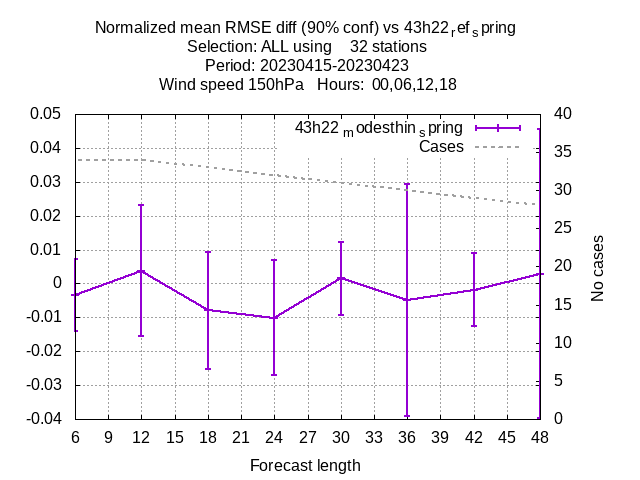 Normalized mean RMSE diff (90% conf) vs 43h22refspring
Selection: ALL using    32 stations
Period: 20230415-20230423
Wind speed 150hPa   Hours:  00,06,12,18
43h22modesthinspring
Cases
0.05
0.04
0.03
0.02
0.01
0
-0.01
-0.02
-0.03
-0.04
40
35
30
25
20
15
10
5
0
No cases
6 9 12 15 18 21 24 27 30 33 36 39 42 45 48
Forecast length